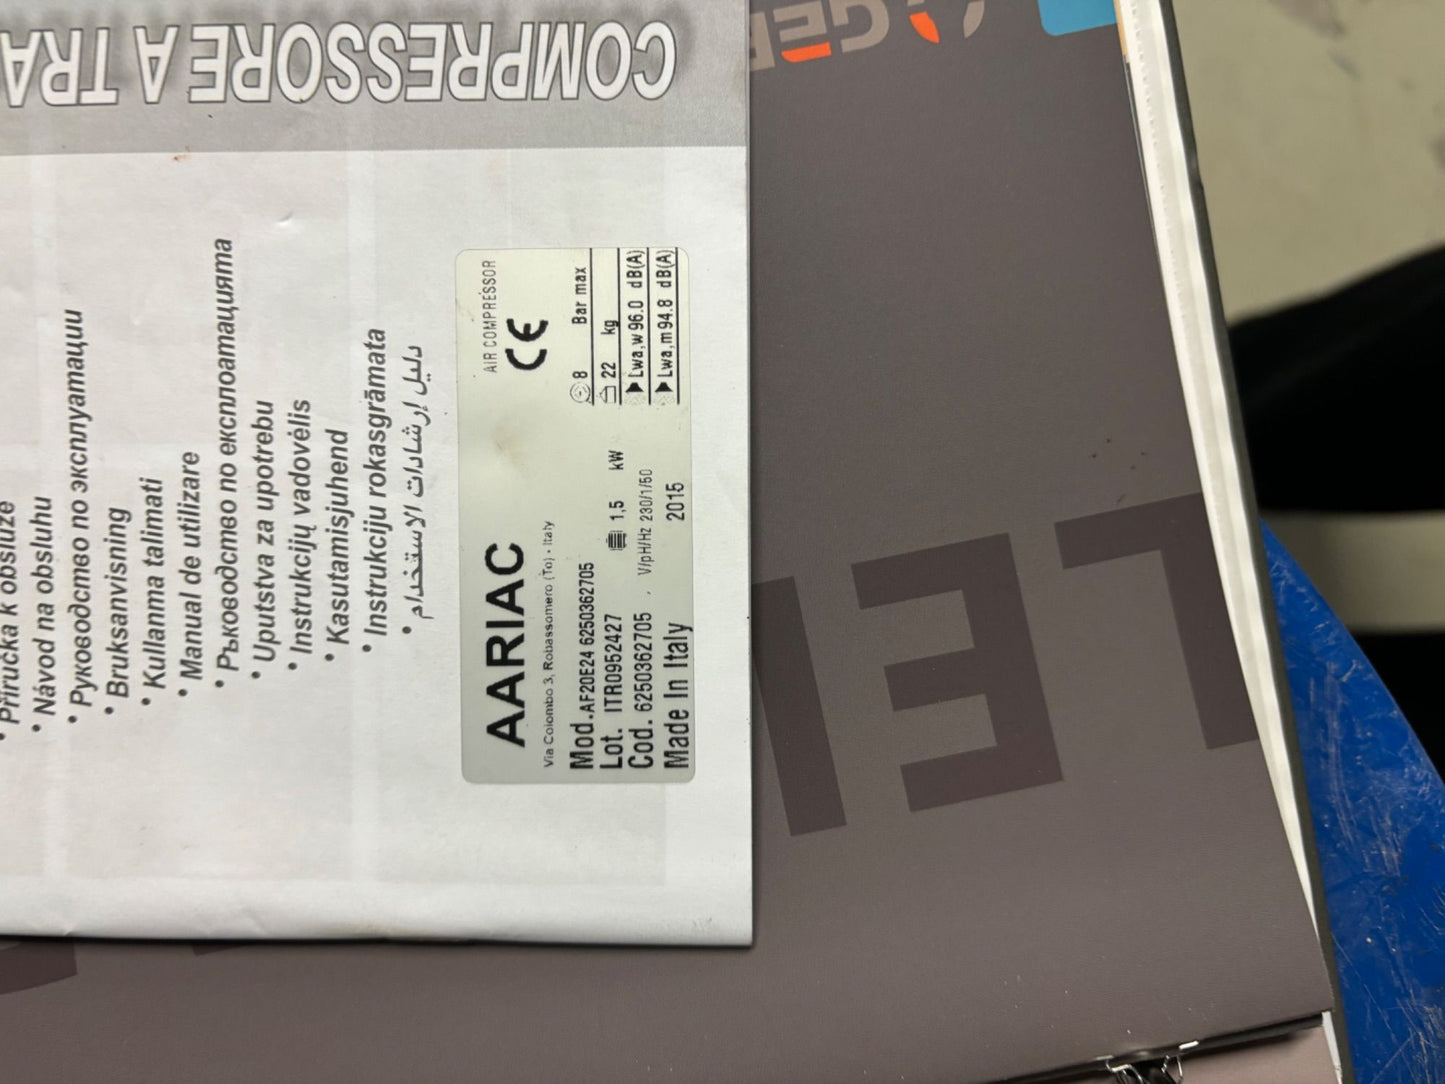 COMPRESSORE A TRA
• Příručka k obsluze
• Návod na obsluhu
• Руководство по эксплуатации
• Bruksanvisning
• Kullanma talimati
• Manual de utilizare
• Ръководство по експлоатацията
• Uputstva za upotrebu
• Instrukcijų vadovėlis
• Kasutamisjuhend
• Instrukciju rokasgrāmata
• دليل إرشادات الاستخدام
AARIAC
AIR COMPRESSOR
CE
Via Colombo 3, Robassomero (To) - Italy
Mod.AF20E24 6250362705
8 Bar max
Lot. ITR0952427
1,5 kW
22 kg
Cod. 6250362705
V/pH/Hz 230/1/50
Lwa,w 96.0 dB(A)
Made In Italy
2015
Lwa,m 94.8 dB(A)
LE